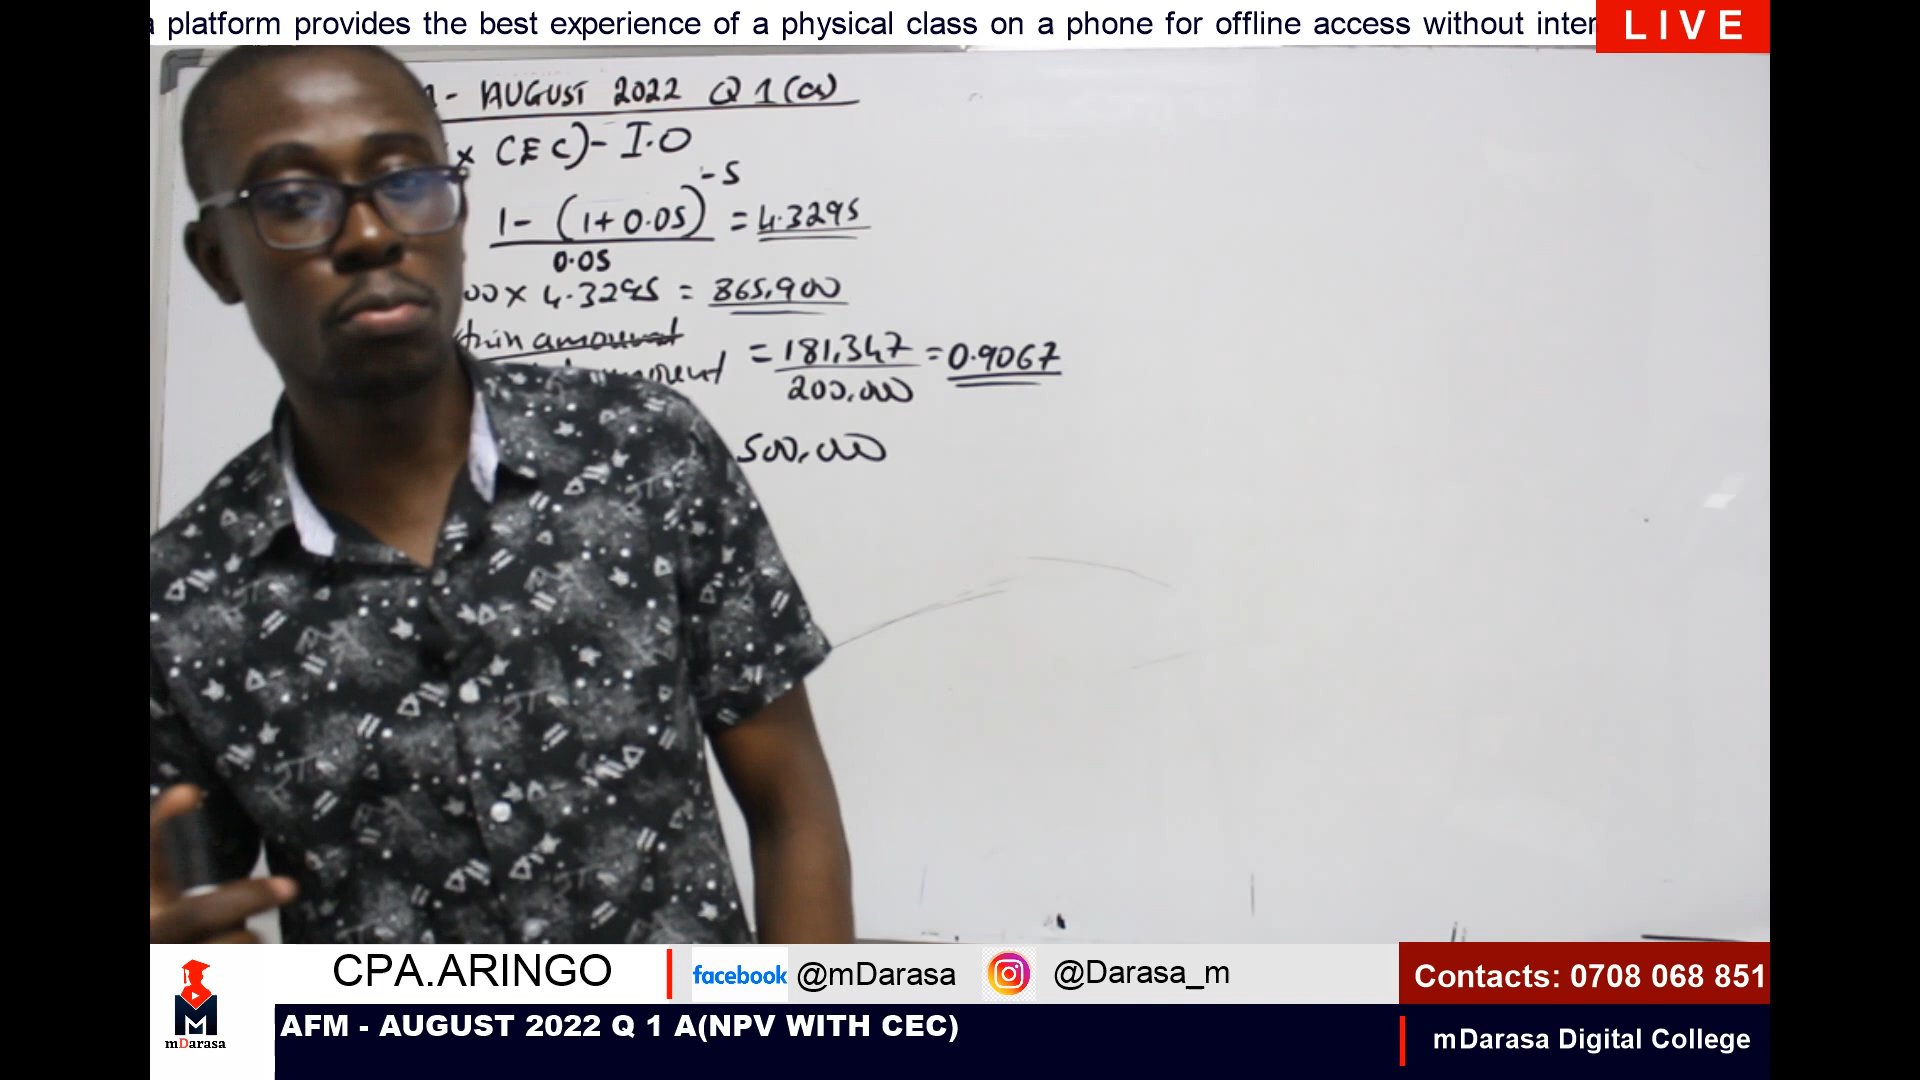 platform provides the best experience of a physical class on a phone for offline access without inter
LIVE
- AUGUST 2022 Q 1 (a)
x CEC) - I.O
1 - (1+0.05)^-5 = 4.3295
0.05
00 x 4.3295 = 865,900
amount
amount = 181,347 = 0.9067
200,000
500,000
CPA.ARINGO
facebook @mDarasa
@Darasa_m
Contacts: 0708 068 851
mDarasa
AFM - AUGUST 2022 Q 1 A(NPV WITH CEC)
mDarasa Digital College